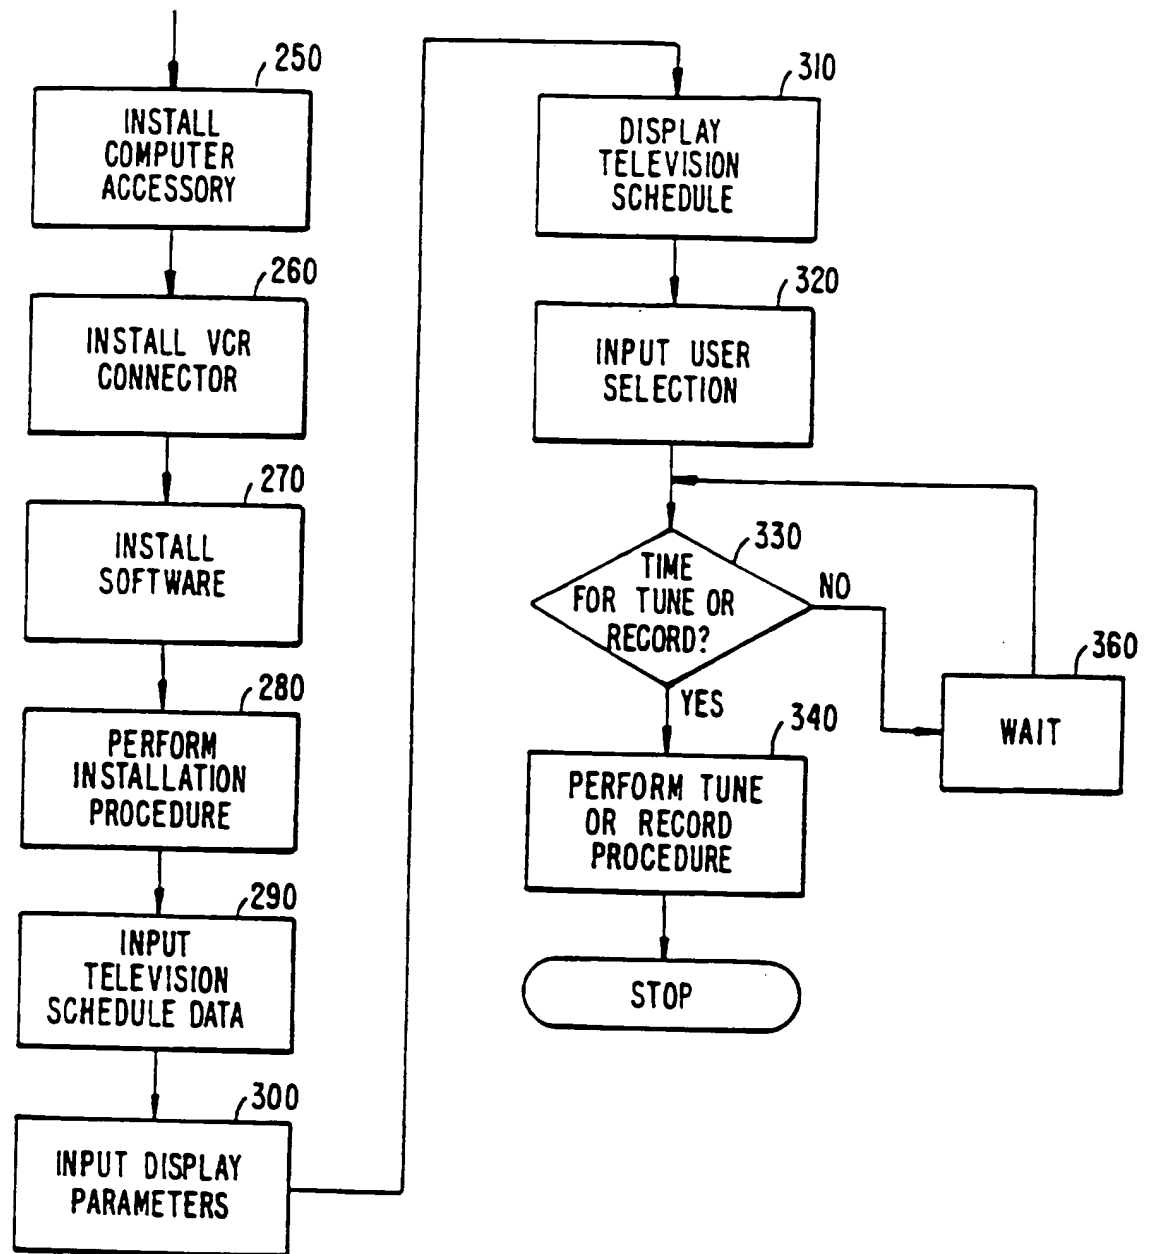 250
INSTALL
COMPUTER
ACCESSORY
260
INSTALL VCR
CONNECTOR
270
INSTALL
SOFTWARE
280
PERFORM
INSTALLATION
PROCEDURE
290
INPUT
TELEVISION
SCHEDULE DATA
300
INPUT DISPLAY
PARAMETERS
310
DISPLAY
TELEVISION
SCHEDULE
320
INPUT USER
SELECTION
330
TIME
FOR TUNE OR
RECORD?
NO
YES
360
WAIT
340
PERFORM TUNE
OR RECORD
PROCEDURE
STOP